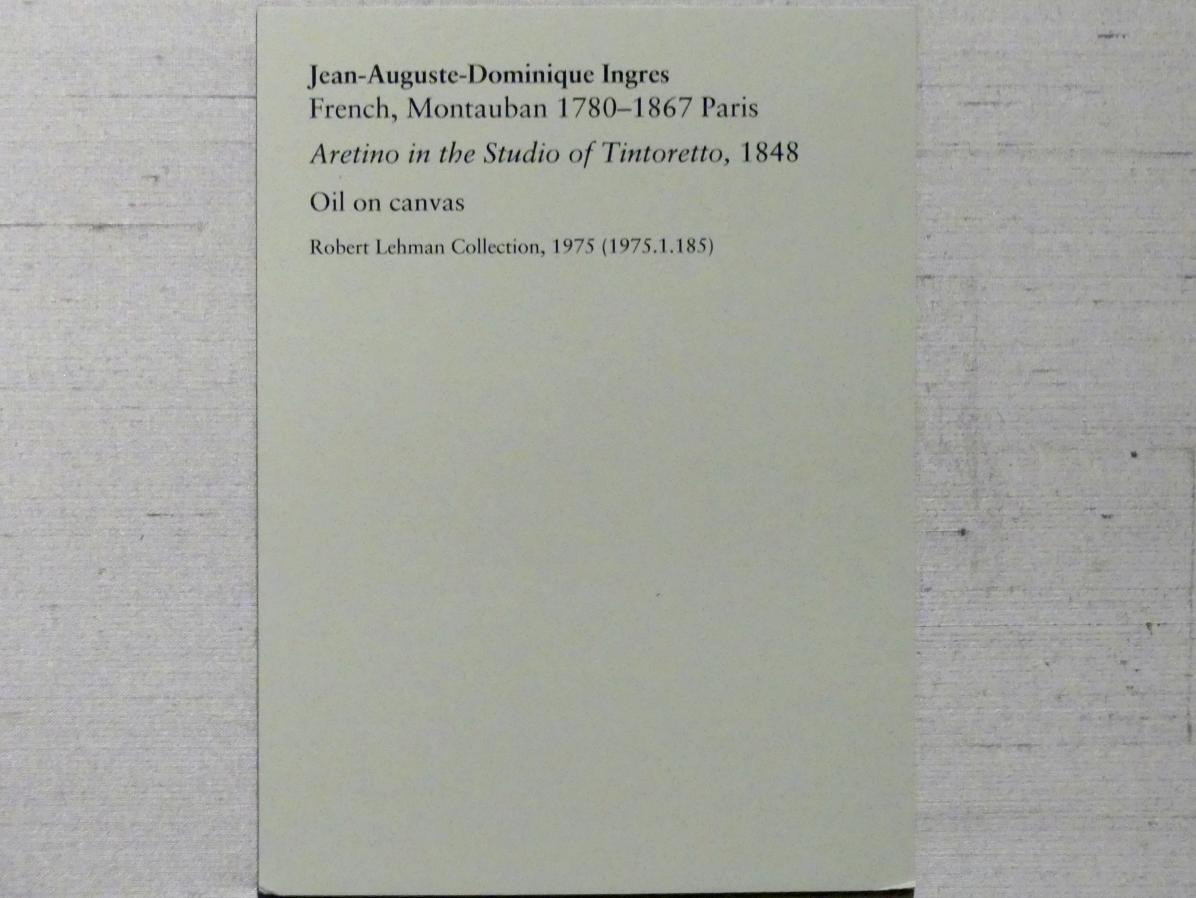 Jean-Auguste-Dominique Ingres
French, Montauban 1780–1867 Paris
Aretino in the Studio of Tintoretto, 1848
Oil on canvas
Robert Lehman Collection, 1975 (1975.1.185)